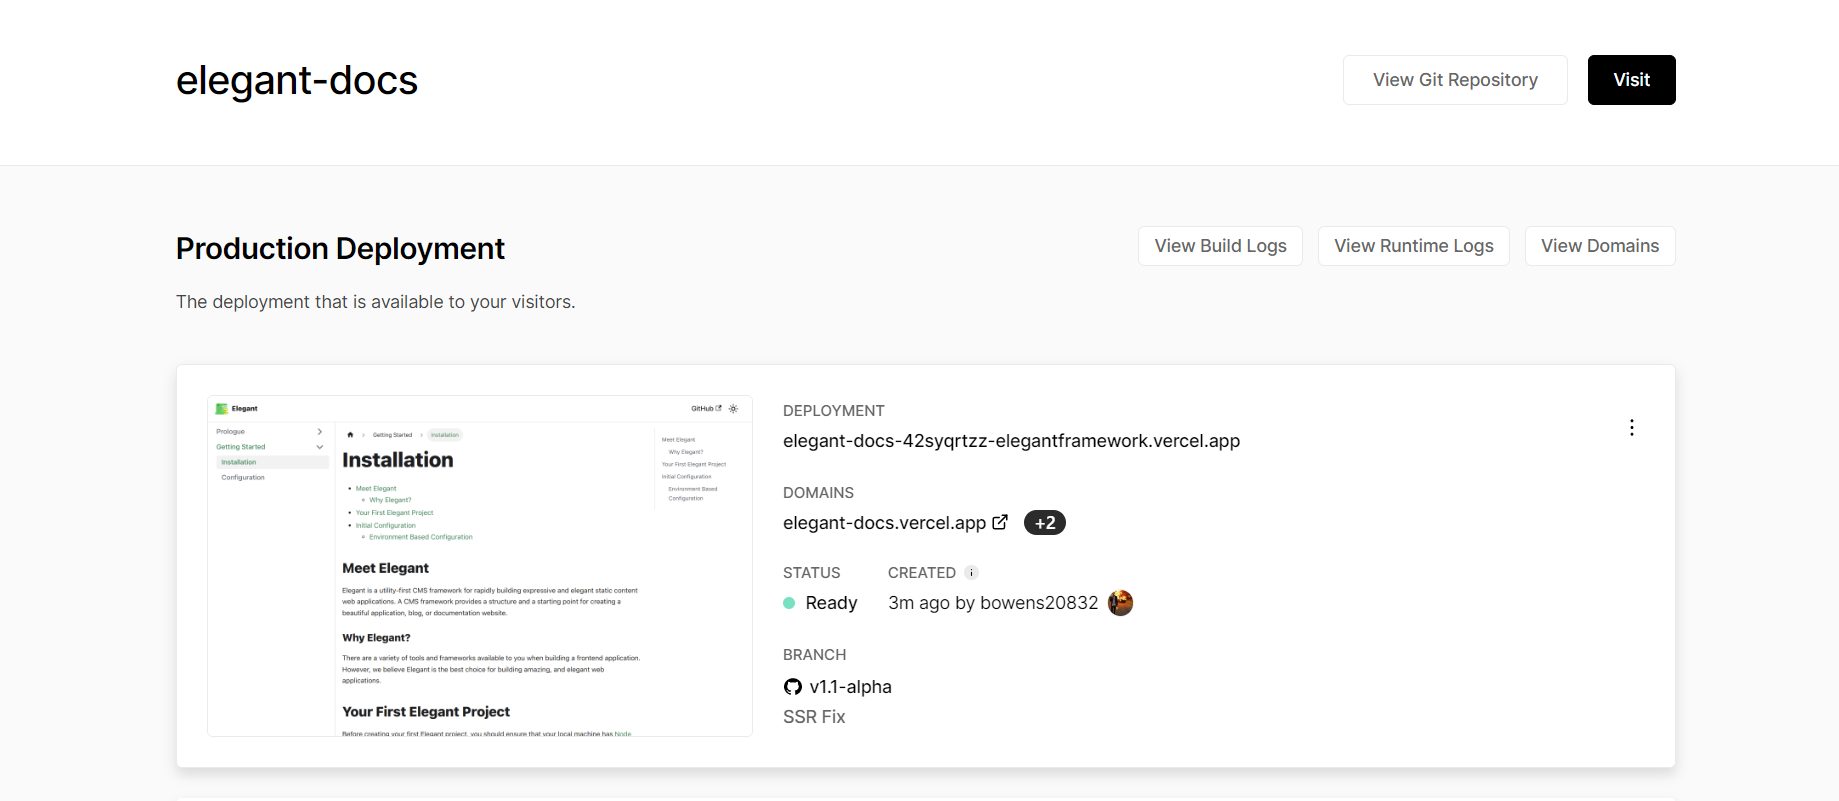 elegant-docs
View Git Repository
Visit
Production Deployment
View Build Logs
View Runtime Logs
View Domains
The deployment that is available to your visitors.
Elegant
GitHub
Prologue
Getting Started
Installation
Configuration
Getting Started
Installation
Installation
Meet Elegant
Why Elegant?
Your First Elegant Project
Initial Configuration
Environment Based Configuration
Meet Elegant
Elegant is a utility-first CMS framework for rapidly building expressive and elegant static content
web applications. A CMS framework provides a structure and a starting point for creating a
beautiful application, blog, or documentation website.
Why Elegant?
There are a variety of tools and frameworks available to you when building a frontend application.
However, we believe Elegant is the best choice for building amazing, and elegant web
applications.
Your First Elegant Project
Before creating your first Elegant project, you should ensure that your local machine has Node
Meet Elegant
Why Elegant?
Your First Elegant Project
Initial Configuration
Environment Based
Configuration
DEPLOYMENT
elegant-docs-42syqrtzz-elegantframework.vercel.app
DOMAINS
elegant-docs.vercel.app
+2
STATUS
Ready
CREATED
3m ago by bowens20832
BRANCH
v1.1-alpha
SSR Fix